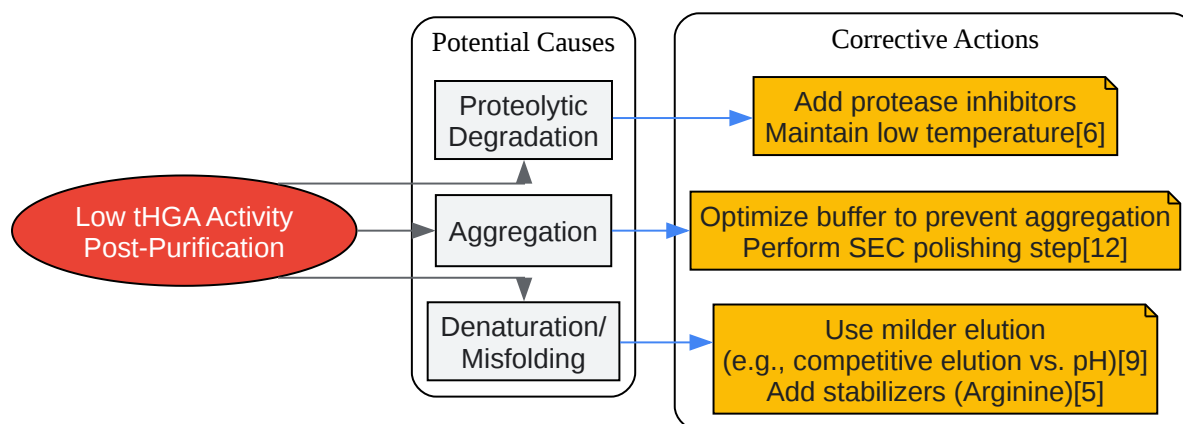 Potential Causes
Corrective Actions
Proteolytic
Degradation
Add protease inhibitors
Maintain low temperature[6]
Low tHGA Activity
Post-Purification
Aggregation
Optimize buffer to prevent aggregation
Perform SEC polishing step[12]
Denaturation/
Misfolding
Use milder elution
(e.g., competitive elution vs. pH)[9]
Add stabilizers (Arginine)[5]